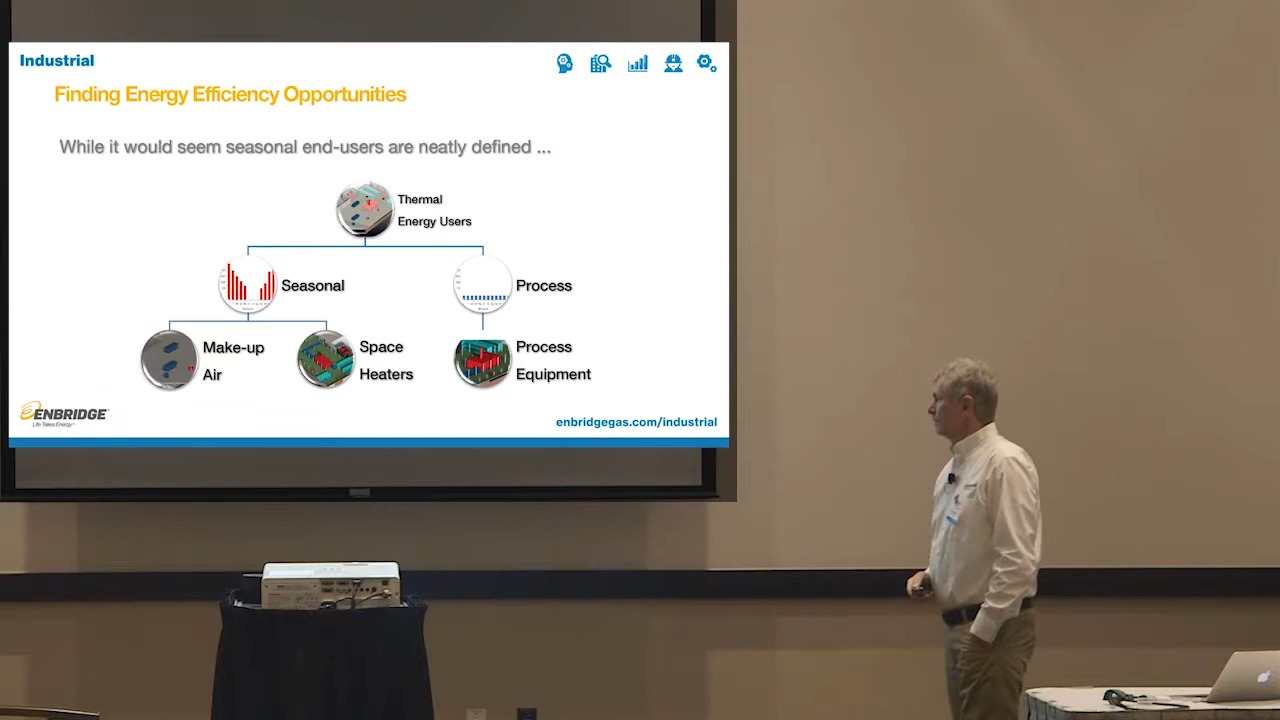 Industrial
Finding Energy Efficiency Opportunities
While it would seem seasonal end-users are neatly defined ...
Thermal
Energy Users
Seasonal
Process
Make-up
Air
Space
Heaters
Process
Equipment
ENBRIDGE
Life Takes Energy™
enbridgegas.com/industrial